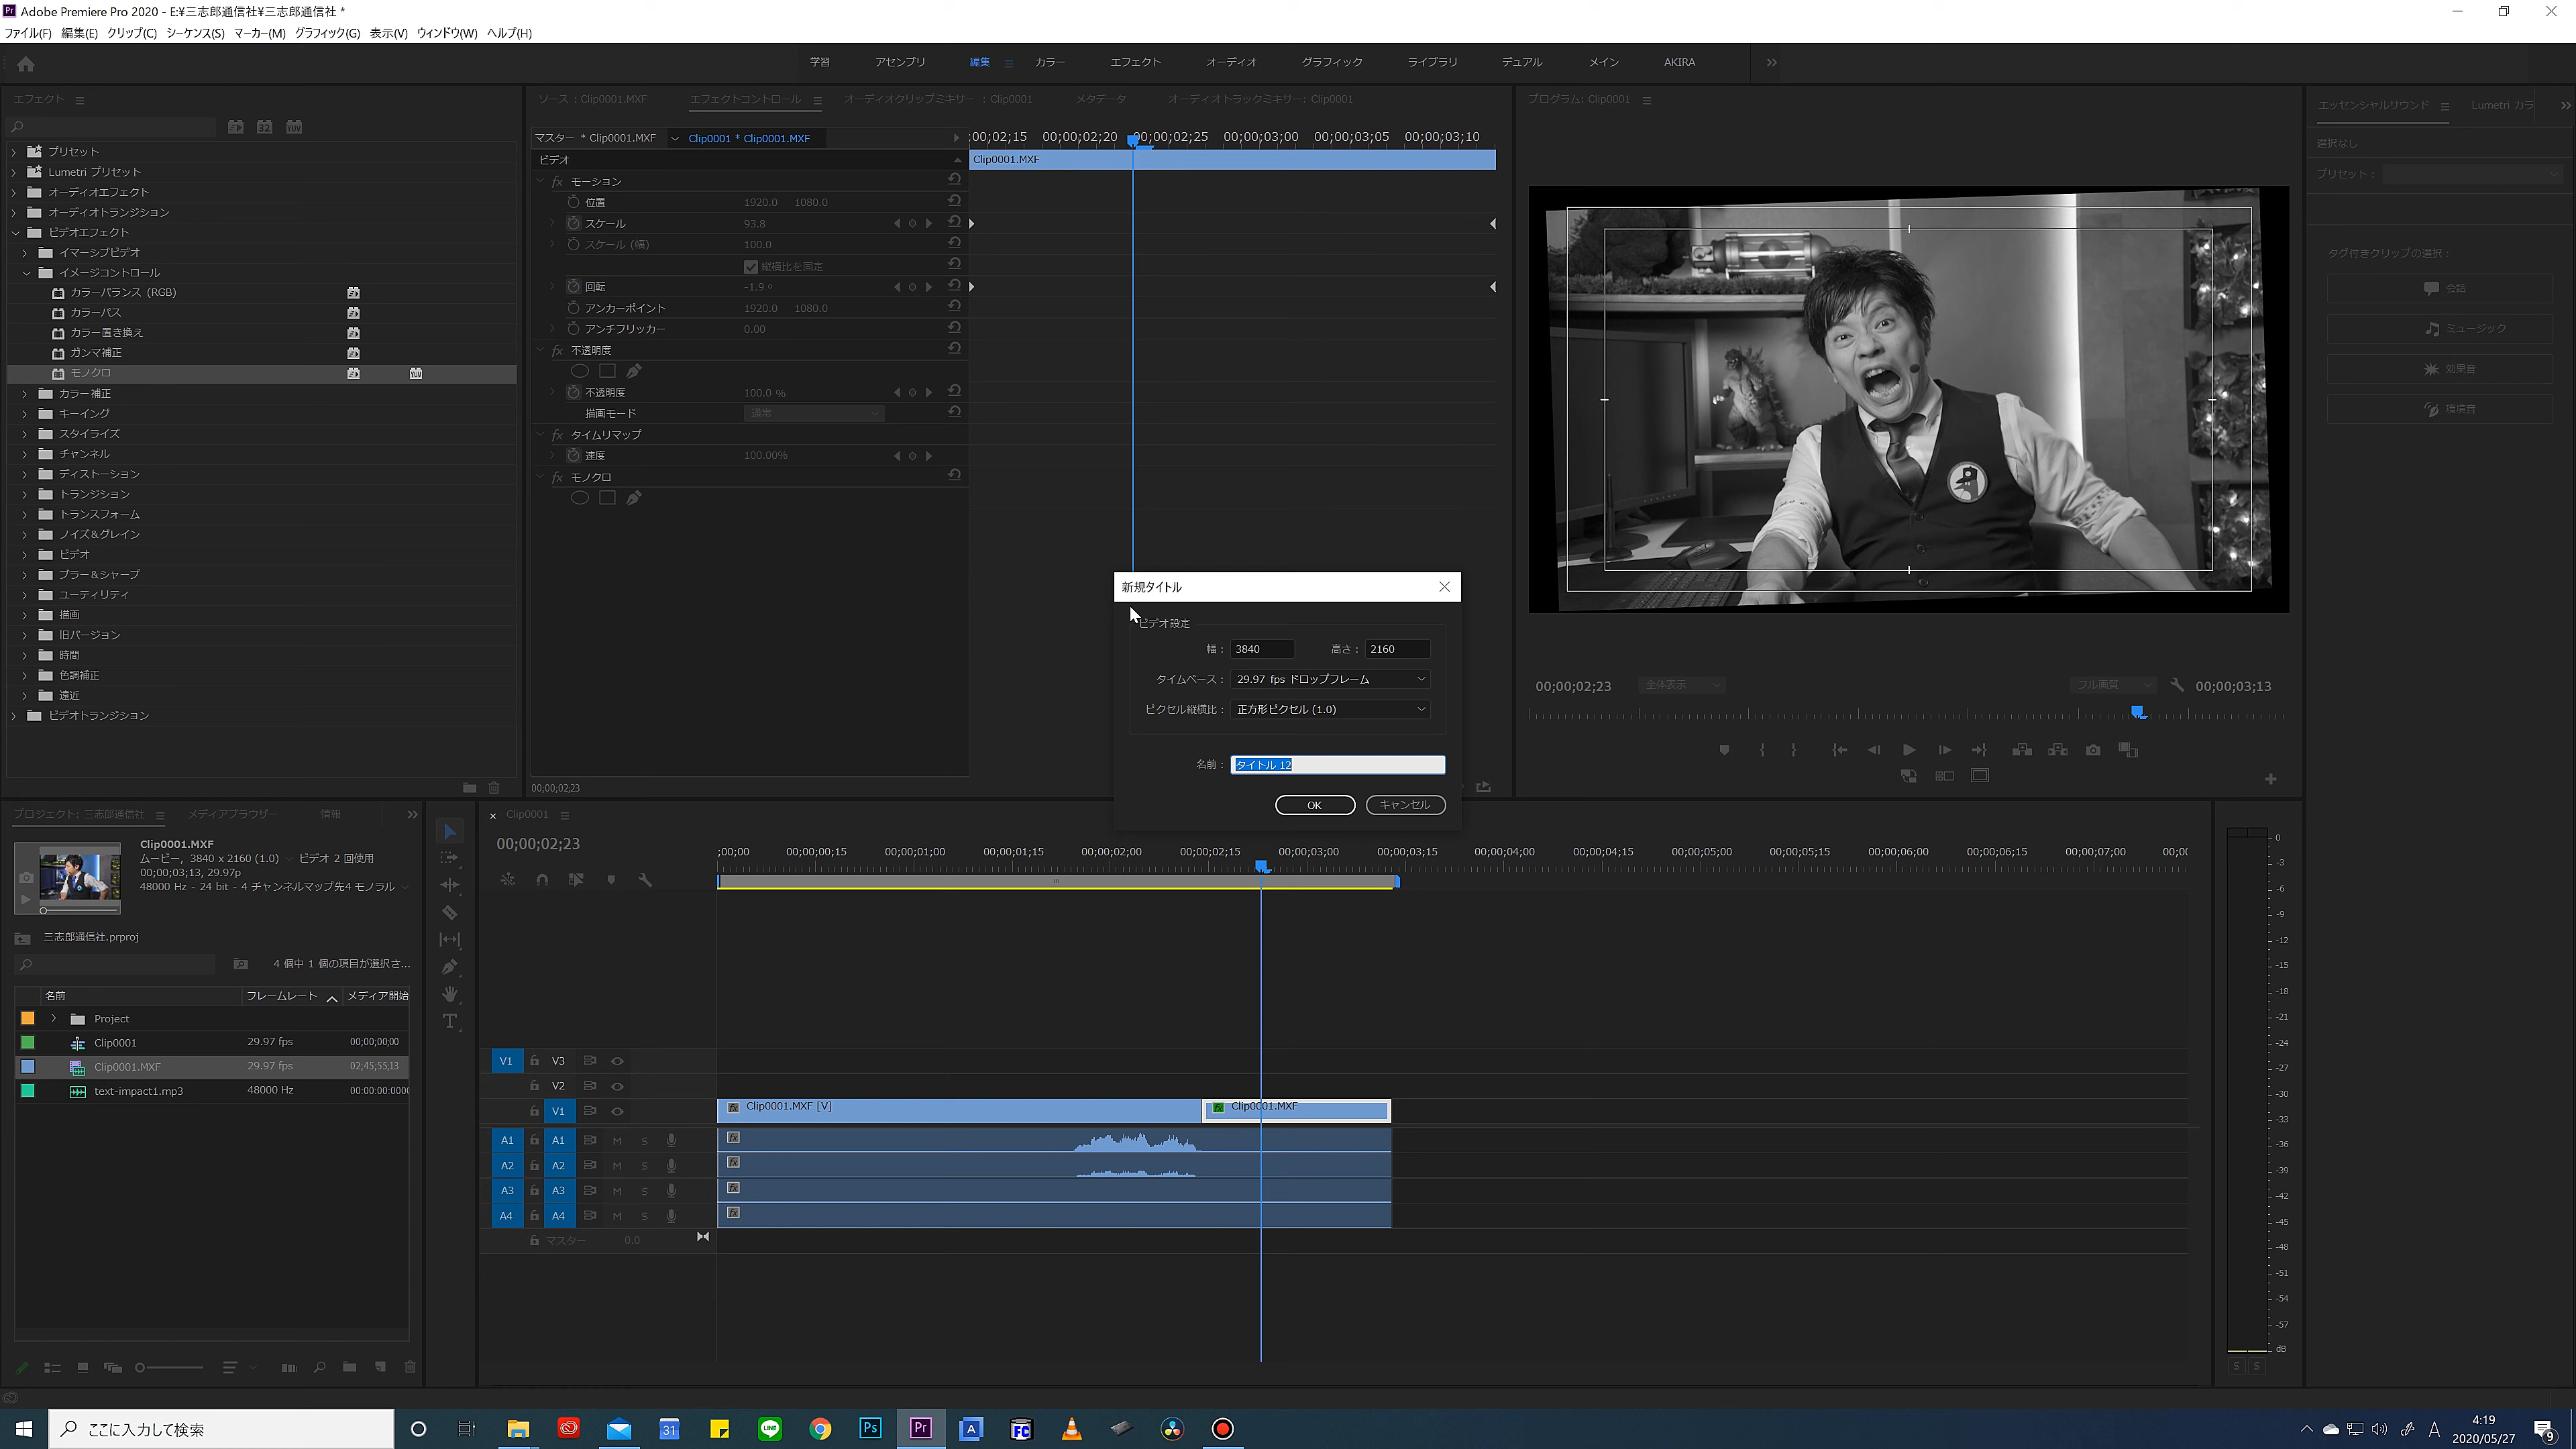 Adobe Premiere Pro 2020 - E:¥三志郎通信社¥三志郎通信社 *
ファイル(F) 編集(E) クリップ(C) シーケンス(S) マーカー(M) グラフィック(G) 表示(V) ウィンドウ(W) ヘルプ(H)
学習 アセンブリ 編集 カラー エフェクト オーディオ グラフィック ライブラリ デュアル メイン AKIRA
エフェクト
プリセット
Lumetri プリセット
オーディオエフェクト
オーディオトランジション
ビデオエフェクト
イマーシブビデオ
イメージコントロール
カラーバランス (RGB)
カラーパス
カラー置き換え
ガンマ補正
モノクロ
カラー補正
キーイング
スタイライズ
チャンネル
ディストーション
トランジション
トランスフォーム
ノイズ＆グレイン
ビデオ
ブラー＆シャープ
ユーティリティ
描画
旧バージョン
時間
色調補正
遠近
ビデオトランジション
ソース : Clip0001.MXF エフェクトコントロール オーディオクリップミキサー : Clip0001 メタデータ オーディオトラックミキサー: Clip0001
マスター * Clip0001.MXF Clip0001 * Clip0001.MXF
;00;02;15 00;00;02;20 00;00;02;25 00;00;03;00 00;00;03;05 00;00;03;10
ビデオ
Clip0001.MXF
モーション
位置 1920.0 1080.0
スケール 93.8
スケール (幅) 100.0
縦横比を固定
回転 -1.9 °
アンカーポイント 1920.0 1080.0
アンチフリッカー 0.00
不透明度
不透明度 100.0 %
描画モード 通常
タイムリマップ
速度 100.00%
モノクロ
00;00;02;23
プログラム: Clip0001
00;00;02;23 全体表示 フル画質 00;00;03;13
エッセンシャルサウンド Lumetri カラ
選択なし
プリセット :
タグ付きクリップの選択 :
会話
ミュージック
効果音
環境音
新規タイトル
ビデオ設定
幅 : 3840 高さ : 2160
タイムベース : 29.97 fps ドロップフレーム
ピクセル縦横比 : 正方形ピクセル (1.0)
名前 : タイトル 12
OK キャンセル
プロジェクト: 三志郎通信社 メディアブラウザー 情報
Clip0001.MXF
ムービー, 3840 x 2160 (1.0) ビデオ 2 回使用
00;00;03;13, 29.97p
48000 Hz - 24 bit - 4 チャンネルマップ先4 モノラル
三志郎通信社.prproj
4 個中 1 個の項目が選択さ...
名前 フレームレート メディア開始
Project
Clip0001 29.97 fps 00;00;00;00
Clip0001.MXF 29.97 fps 02;45;55;13
text-impact1.mp3 48000 Hz 00:00:00:0000
Clip0001
00;00;02;23
;00;00 00;00;00;15 00;00;01;00 00;00;01;15 00;00;02;00 00;00;02;15 00;00;03;00 00;00;03;15 00;00;04;00 00;00;04;15 00;00;05;00 00;00;05;15 00;00;06;00 00;00;06;15 00;00;07;00 00;00
V1 V3
V2
V1 Clip0001.MXF [V] Clip0001.MXF
A1 A1 M S
A2 A2 M S
A3 A3 M S
A4 A4 M S
マスター 0.0
0
-3
-6
-9
-12
-15
-18
-21
-24
-27
-30
-33
-36
-39
-42
-45
-48
-51
-54
-57
dB
S S
ここに入力して検索
31 LINE Ps Pr A FC
A 4:19
2020/05/27
9